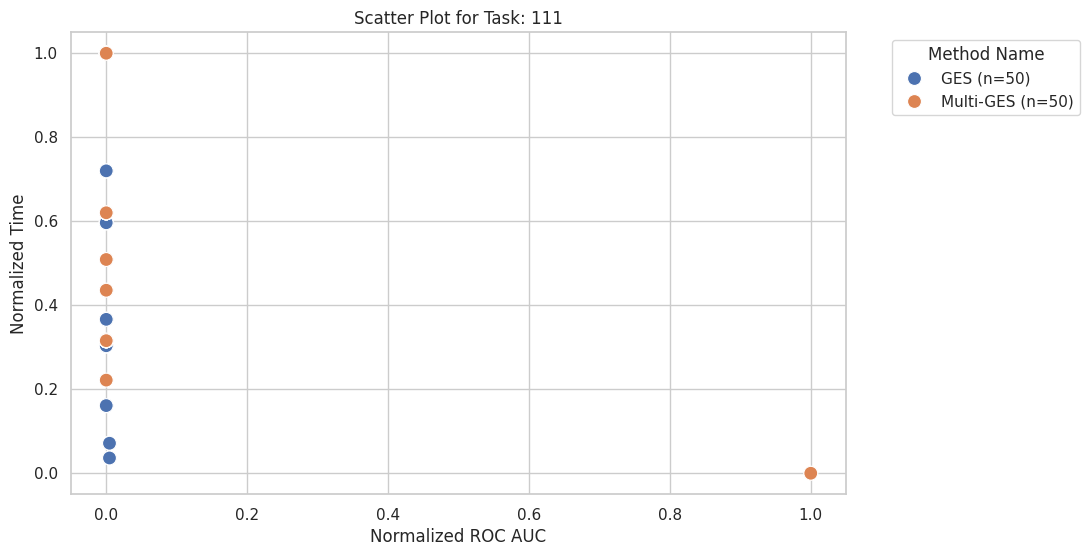 Scatter Plot for Task: 111
Method Name
GES (n=50)
Multi-GES (n=50)
Normalized Time
1.0
0.8
0.6
0.4
0.2
0.0
0.0 0.2 0.4 0.6 0.8 1.0
Normalized ROC AUC